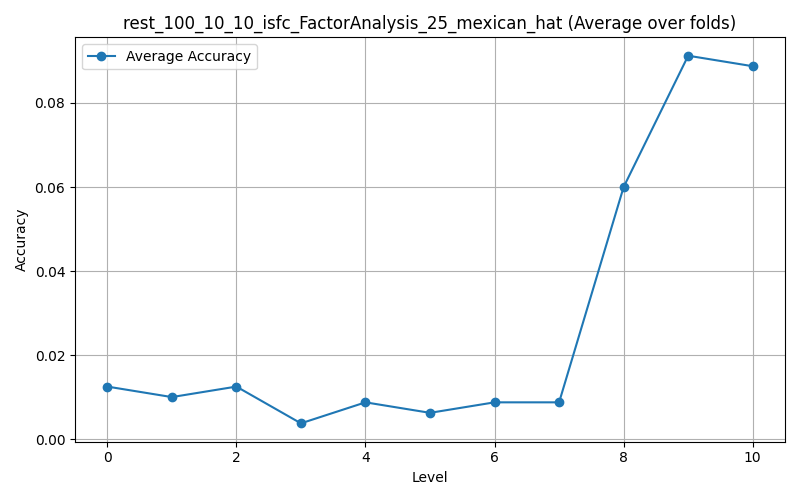 rest_100_10_10_isfc_FactorAnalysis_25_mexican_hat (Average over folds)
Average Accuracy
0.08
0.06
0.04
0.02
0.00
Accuracy
0 2 4 6 8 10
Level